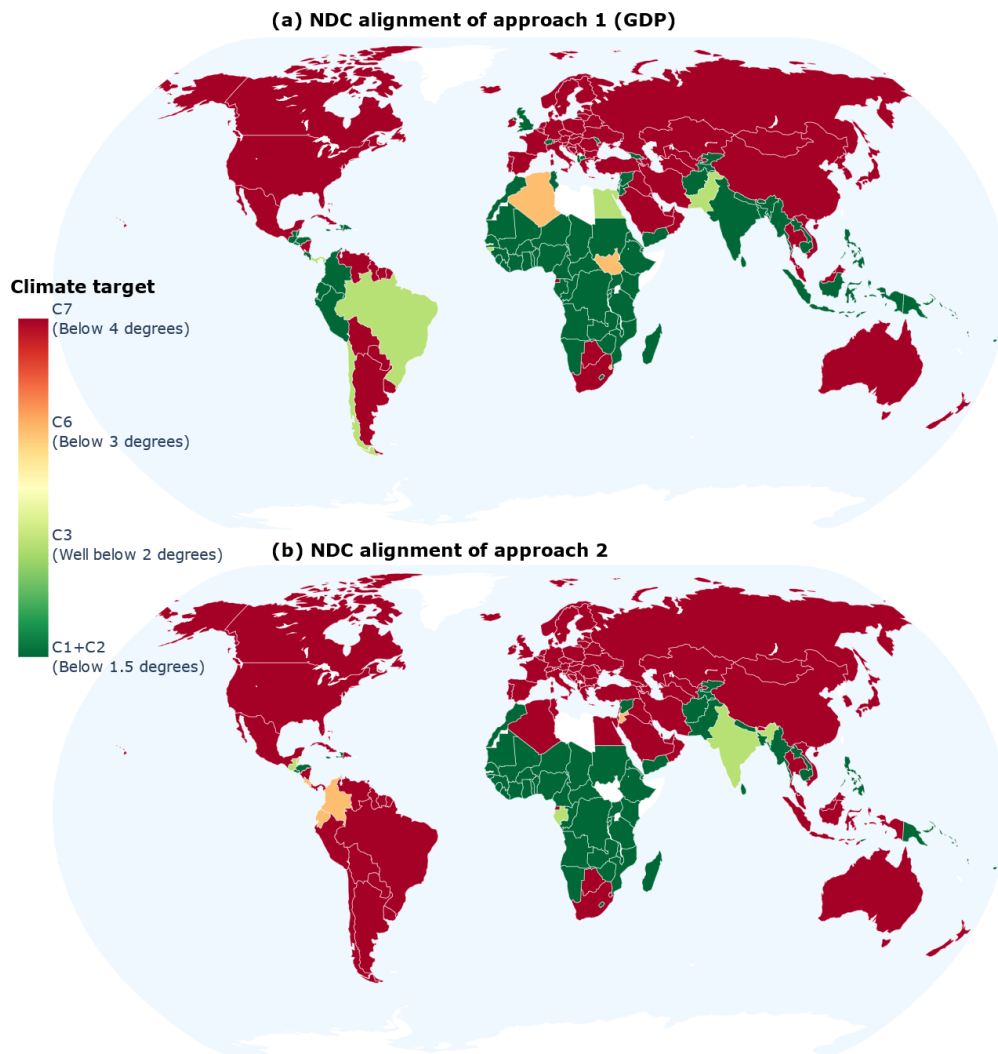 (a) NDC alignment of approach 1 (GDP)
Climate target
C7
(Below 4 degrees)
C6
(Below 3 degrees)
C3
(Well below 2 degrees)
C1+C2
(Below 1.5 degrees)
(b) NDC alignment of approach 2